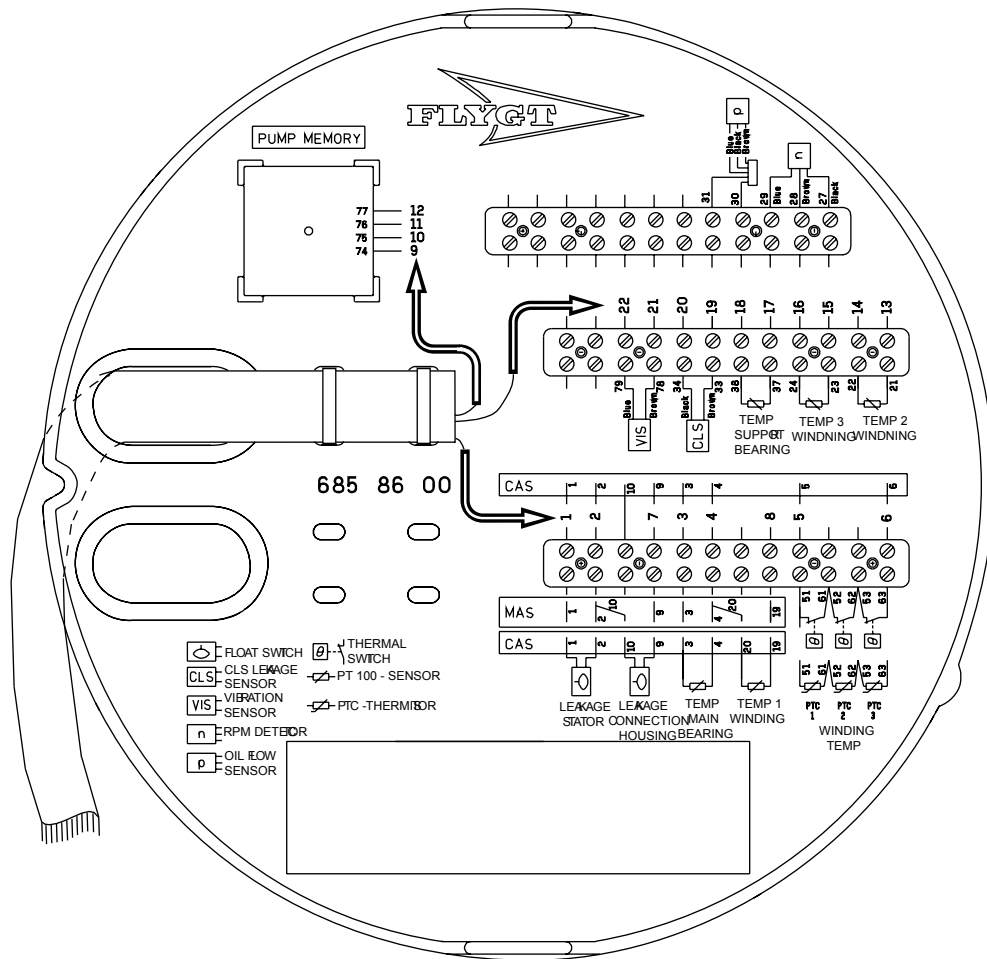 FLYGT
PUMP MEMORY
77 12
76 11
75 10
74 9
p
Blue
Black
Brown
n
31 30 29 28 27
Blue Brown Black
22 21 20 19 18 17 16 15 14 13
79 78 34 33 38 37 24 23 22 21
Blue Brown Black Brown
VIS CLS
TEMP SUPPORT BEARING
TEMP 3 WINDNING
TEMP 2 WINDNING
685 86 00
CAS 1 2 10 9 3 4 5 6
1 2 7 3 4 8 5 6
51 61 52 62 53 63
MAS 1 2 10 9 3 4 20 19
θ θ θ
CAS 1 2 10 9 3 4 20 19
51 61 52 62 53 63
PTC 1 PTC 2 PTC 3
WINDING TEMP
LEAKAGE STATOR
LEAKAGE CONNECTION HOUSING
TEMP MAIN BEARING
TEMP 1 WINDING
FLOAT SWITCH
CLS CLS LEAKAGE SENSOR
VIS VIBRATION SENSOR
n RPM DETECTOR
p OIL FLOW SENSOR
θ THERMAL SWITCH
PT 100 - SENSOR
PTC -THERMISTOR